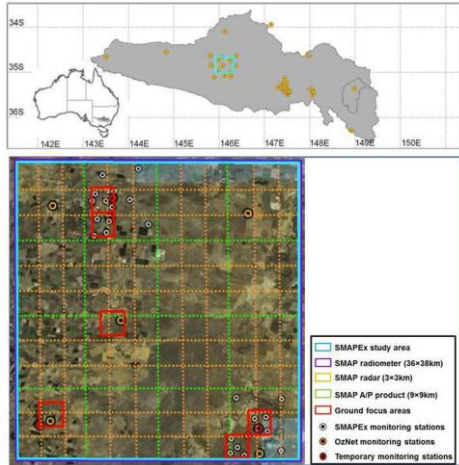 34S
35S
36S
142E 143E 144E 145E 146E 147E 148E 149E 150E
SMAPEx study area
SMAP radiometer (36×38km)
SMAP radar (3×3km)
SMAP A/P product (9×9km)
Ground focus areas
SMAPEx monitoring stations
OzNet monitoring stations
Temporary monitoring stations